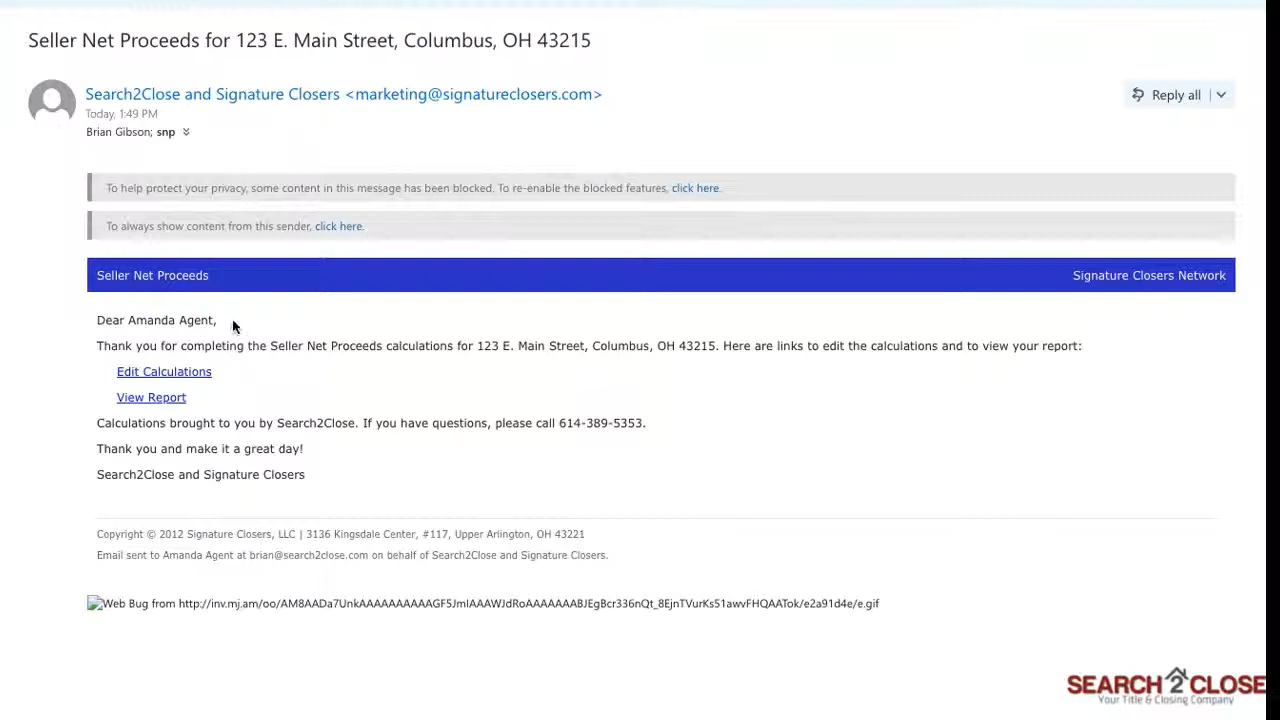 Seller Net Proceeds for 123 E. Main Street, Columbus, OH 43215
Search2Close and Signature Closers <marketing@signatureclosers.com>
Reply all
Today, 1:49 PM
Brian Gibson; snp
To help protect your privacy, some content in this message has been blocked. To re-enable the blocked features, click here.
To always show content from this sender, click here.
Seller Net Proceeds
Signature Closers Network
Dear Amanda Agent,
Thank you for completing the Seller Net Proceeds calculations for 123 E. Main Street, Columbus, OH 43215. Here are links to edit the calculations and to view your report:
Edit Calculations
View Report
Calculations brought to you by Search2Close. If you have questions, please call 614-389-5353.
Thank you and make it a great day!
Search2Close and Signature Closers
Copyright © 2012 Signature Closers, LLC | 3136 Kingsdale Center, #117, Upper Arlington, OH 43221
Email sent to Amanda Agent at brian@search2close.com on behalf of Search2Close and Signature Closers.
Web Bug from http://inv.mj.am/oo/AM8AADa7UnkAAAAAAAAAAGF5JmIAAAWJdRoAAAAAAABJEgBcr336nQt_8EjnTVurKs51awvFHQAATok/e2a91d4e/e.gif
SEARCH2CLOSE
Your Title & Closing Company